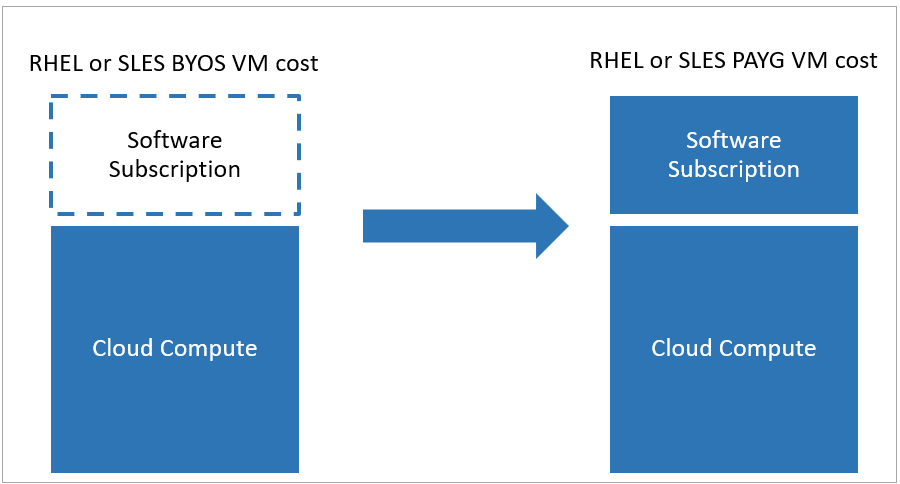 RHEL or SLES BYOS VM cost
Software
Subscription
Cloud Compute
RHEL or SLES PAYG VM cost
Software
Subscription
Cloud Compute